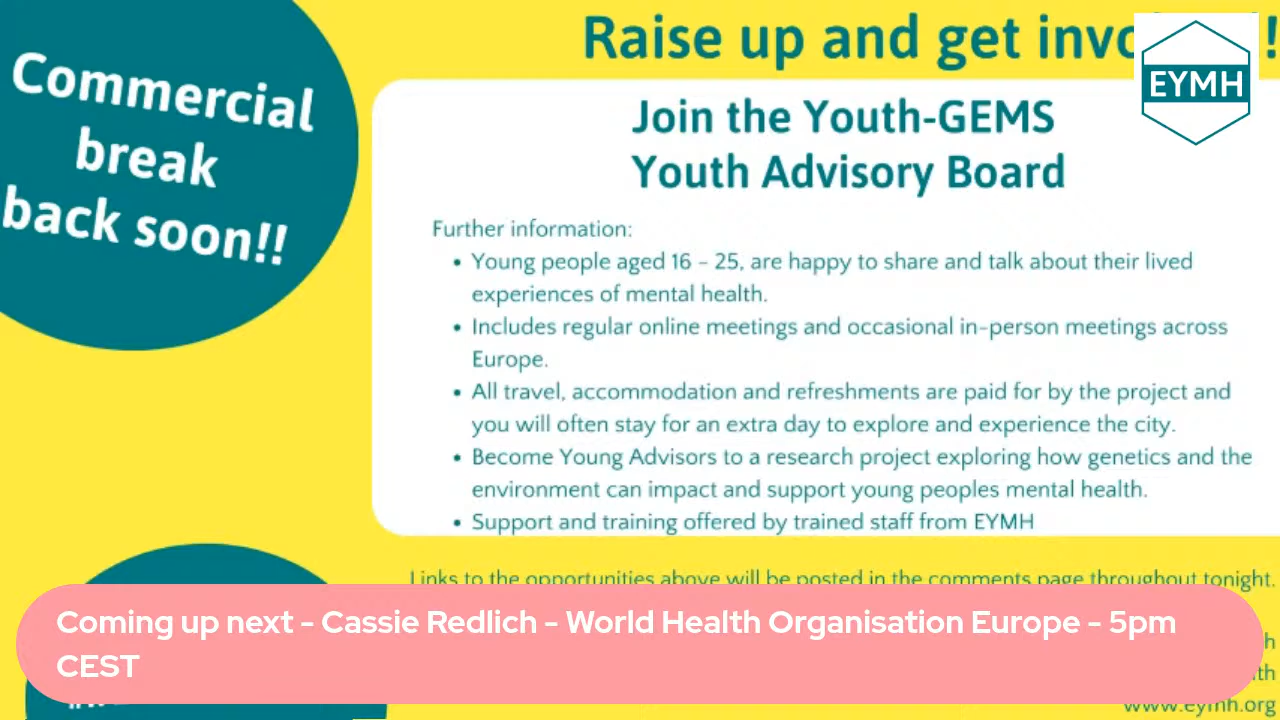 Commercial
break
back soon!!
Raise up and get
EYMH
Join the Youth-GEMS
Youth Advisory Board
Further information:
• Young people aged 16 - 25, are happy to share and talk about their lived
experiences of mental health.
• Includes regular online meetings and occasional in-person meetings across
Europe.
• All travel, accommodation and refreshments are paid for by the project and
you will often stay for an extra day to explore and experience the city.
• Become Young Advisors to a research project exploring how genetics and the
environment can impact and support young peoples mental health.
• Support and training offered by trained staff from EYMH
Links to the opportunities above will be posted in the comments page throughout tonight.
Coming up next - Cassie Redlich - World Health Organisation Europe - 5pm
CEST
www.eymh.org